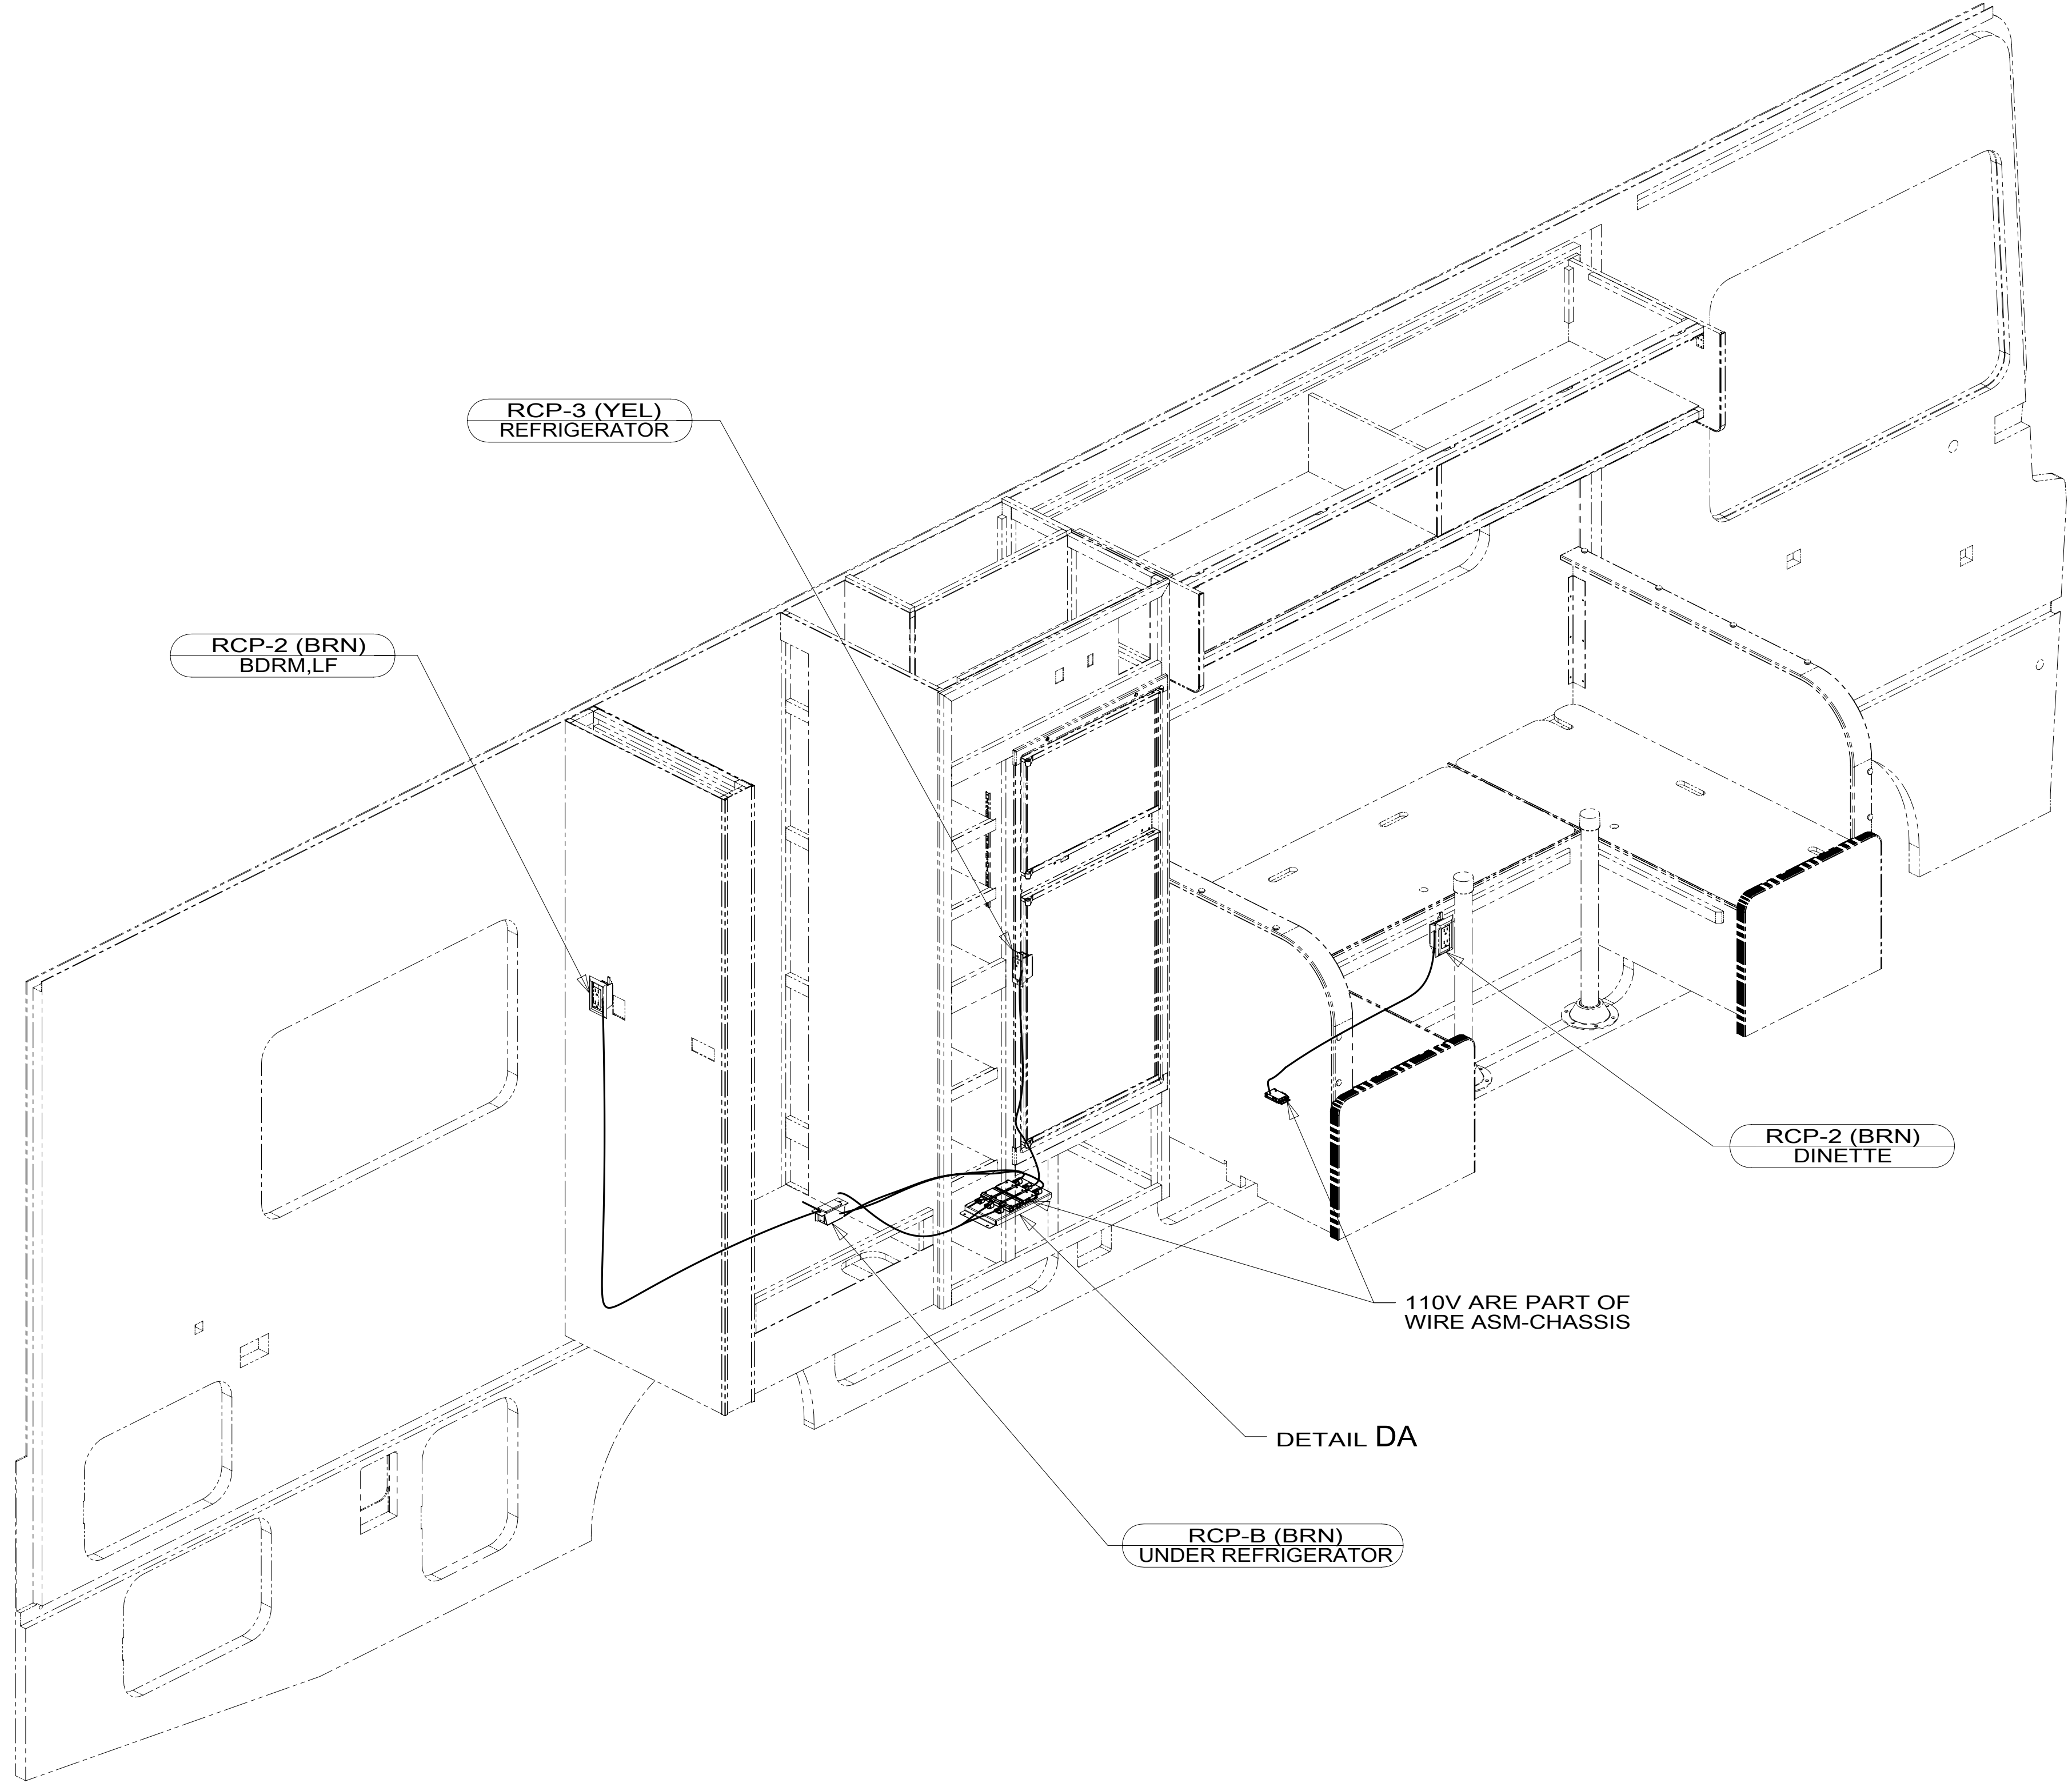 RCP-3 (YEL)
REFRIGERATOR
RCP-2 (BRN)
BDRM,LF
RCP-2 (BRN)
DINETTE
110V ARE PART OF
WIRE ASM-CHASSIS
DETAIL DA
RCP-B (BRN)
UNDER REFRIGERATOR